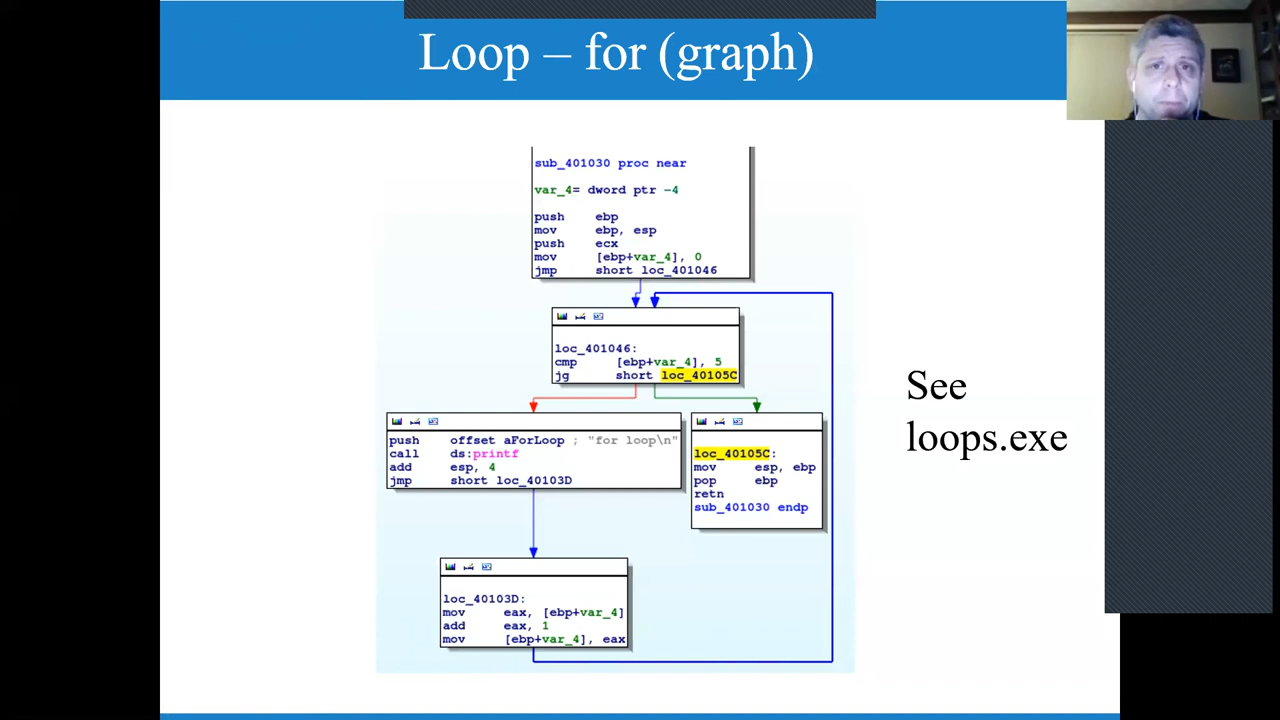 Loop – for (graph)
sub_401030 proc near
var_4= dword ptr -4
push ebp
mov ebp, esp
push ecx
mov [ebp+var_4], 0
jmp short loc_401046
loc_401046:
cmp [ebp+var_4], 5
jg short loc_40105C
push offset aForLoop ; "for loop\n"
call ds:printf
add esp, 4
jmp short loc_40103D
loc_40105C:
mov esp, ebp
pop ebp
retn
sub_401030 endp
loc_40103D:
mov eax, [ebp+var_4]
add eax, 1
mov [ebp+var_4], eax
See
loops.exe